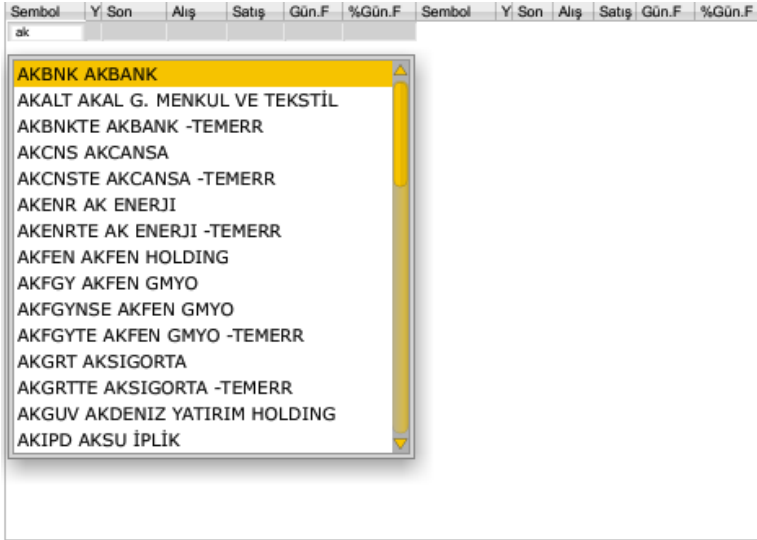 Sembol Y Son Alış Satış Gün.F %Gün.F Sembol Y Son Alış Satış Gün.F %Gün.F
ak
AKBNK AKBANK
AKALT AKAL G. MENKUL VE TEKSTİL
AKBNKTE AKBANK -TEMERR
AKCNS AKCANSA
AKCNSTE AKCANSA -TEMERR
AKENR AK ENERJI
AKENRTE AK ENERJI -TEMERR
AKFEN AKFEN HOLDING
AKFGY AKFEN GMYO
AKFGYNSE AKFEN GMYO
AKFGYTE AKFEN GMYO -TEMERR
AKGRT AKSIGORTA
AKGRTTE AKSIGORTA -TEMERR
AKGUV AKDENIZ YATIRIM HOLDING
AKIPD AKSU İPLİK